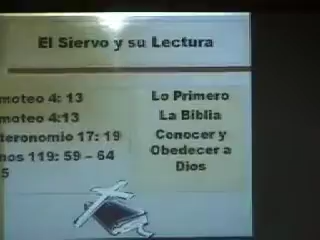 El Siervo y su Lectura
moteo 4: 13
moteo 4:13
teronomio 17: 19
nos 119: 59 – 64
5
Lo Primero
La Biblia
Conocer y
Obedecer a
Dios